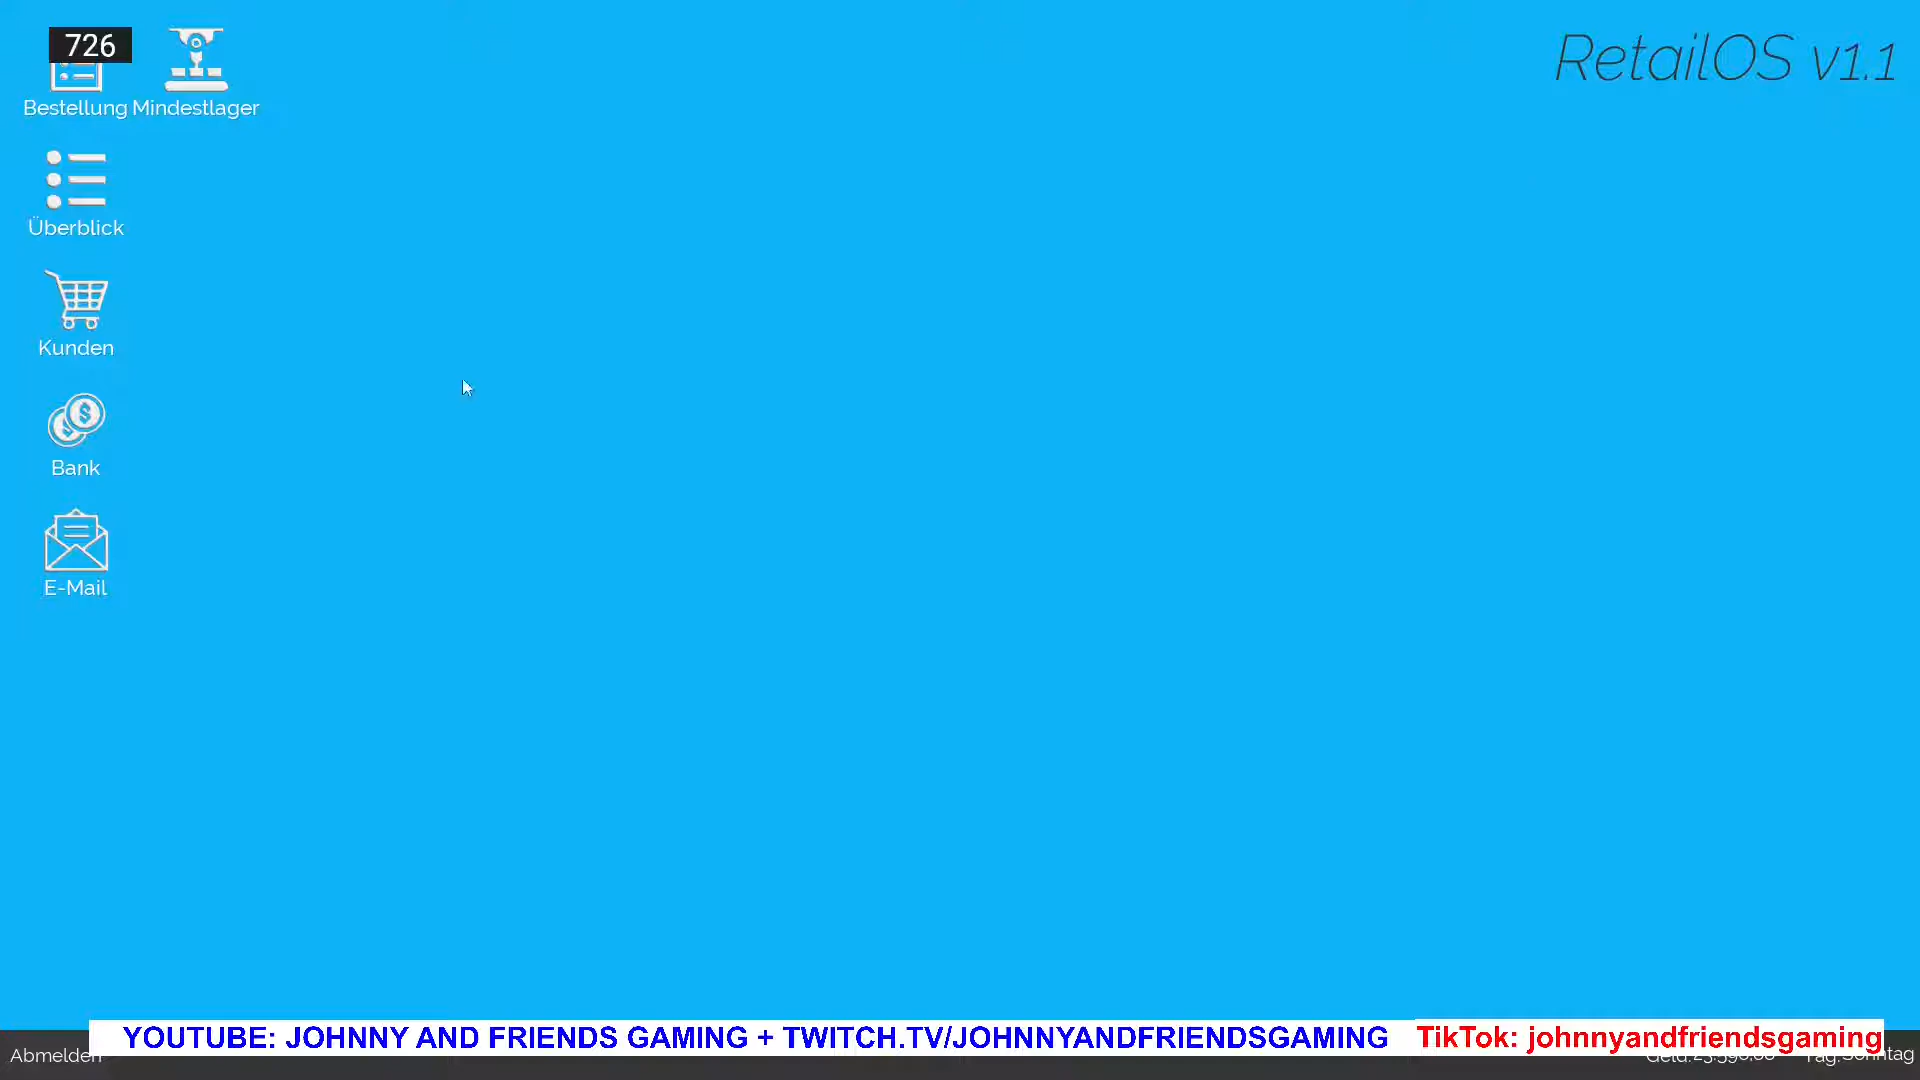 726
RetailOS v1.1
Bestellung Mindestlager
Überblick
Kunden
Bank
E-Mail
YOUTUBE: JOHNNY AND FRIENDS GAMING + TWITCH.TV/JOHNNYANDFRIENDSGAMING TikTok: johnnyandfriendsgaming
Abmelden